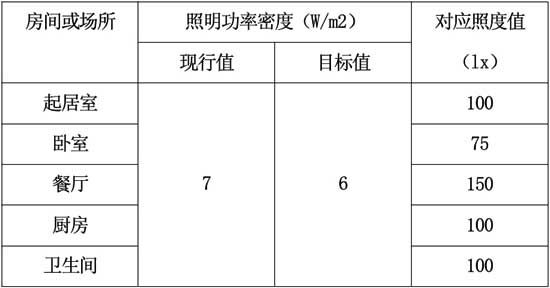 房间或场所 照明功率密度（W/m2） 对应照度值（lx）
现行值 目标值
起居室 7 6 100
卧室 75
餐厅 150
厨房 100
卫生间 100